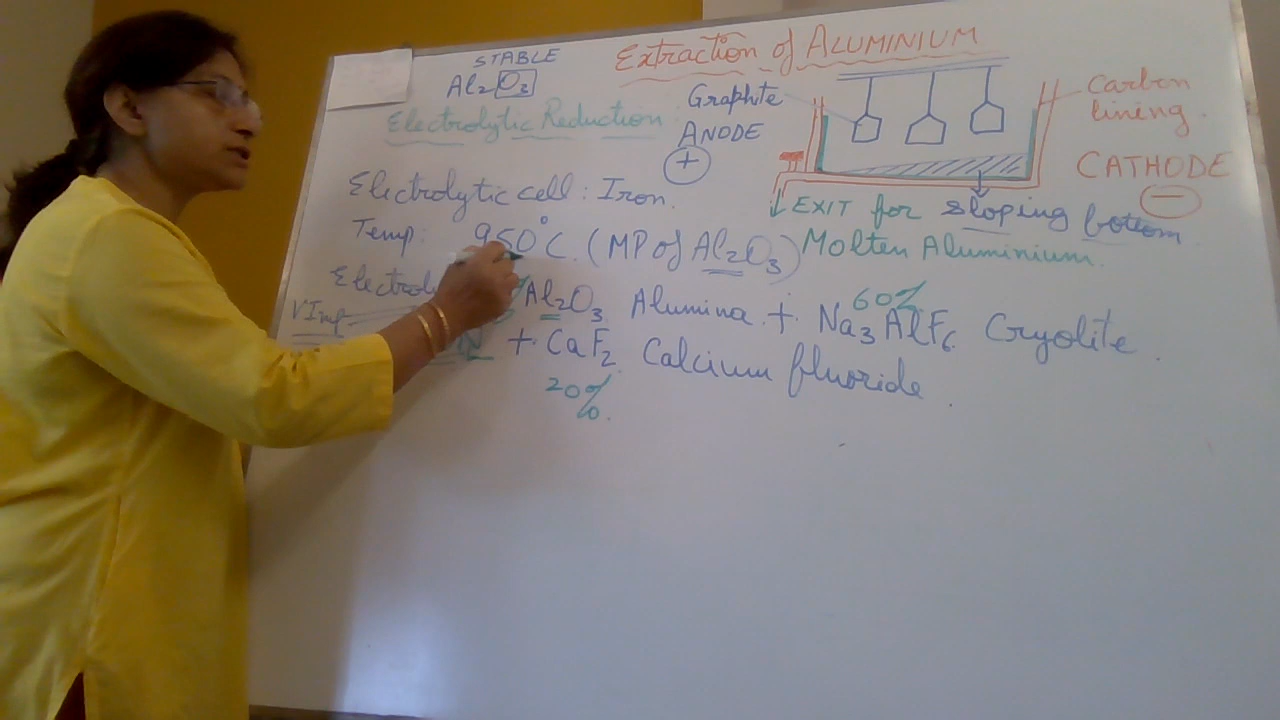 Extraction of ALUMINIUM
STABLE
Al2O3
Electrolytic Reduction
Graphite
ANODE
+
Carbon
lining.
CATHODE
−
Electrolytic cell: Iron.
EXIT for sloping bottom
Molten Aluminium.
Temp: 950°C. (MP of Al2O3)
60%
Al2O3 Alumina + Na3AlF6 Cryolite.
V Imp
+ CaF2 Calcium fluoride.
20%.